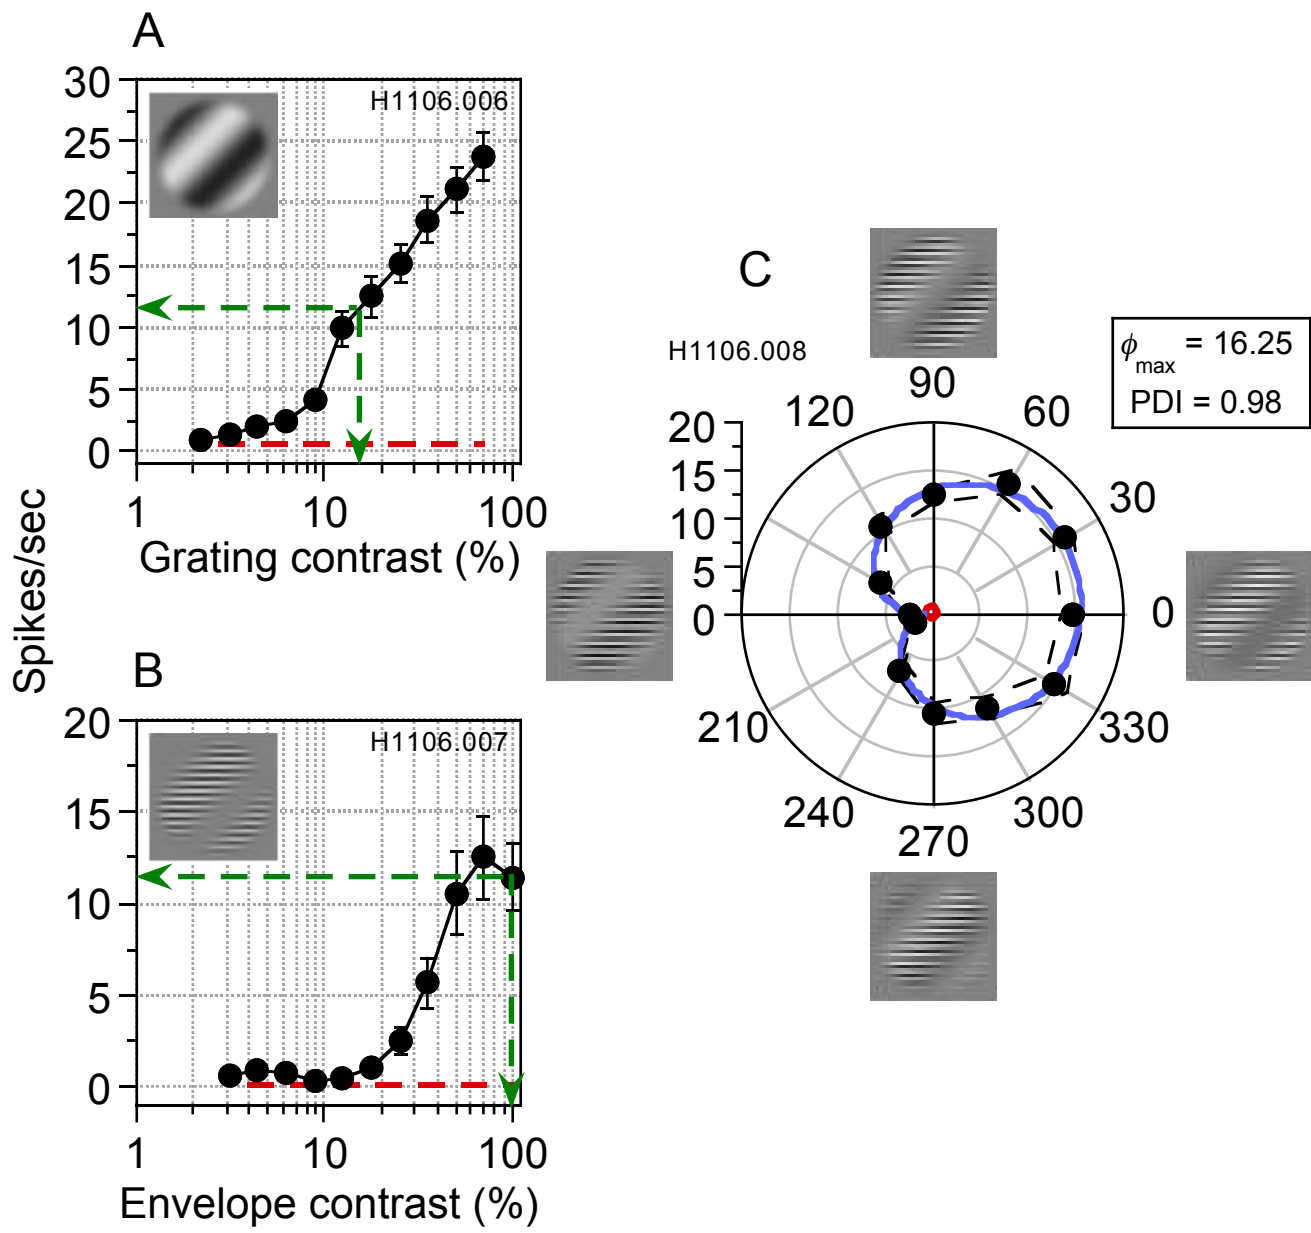 A
H1106.006
30
25
20
15
10
5
0
1 10 100
Grating contrast (%)
Spikes/sec
B
H1106.007
20
15
10
5
0
1 10 100
Envelope contrast (%)
C
H1106.008
ϕmax = 16.25
PDI = 0.98
20
15
10
5
0
90
120
60
30
0
330
300
270
240
210